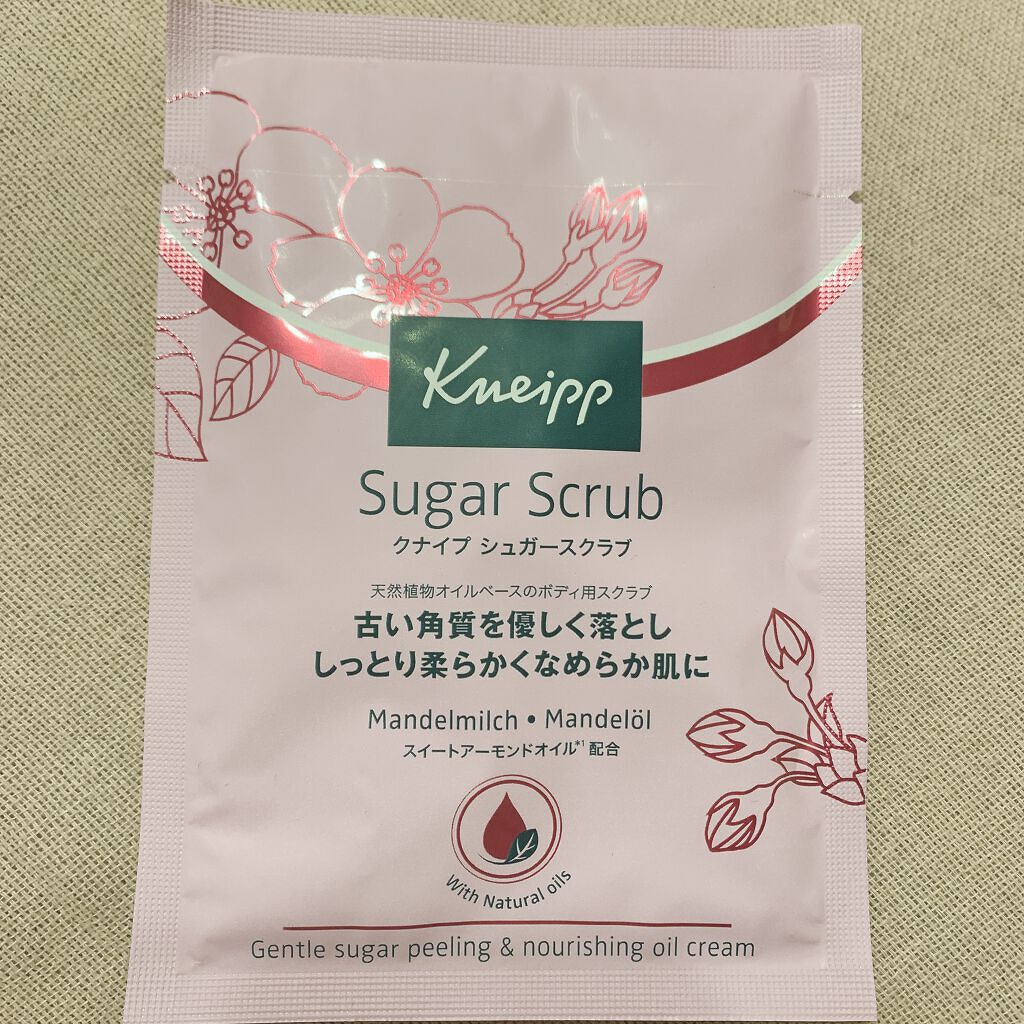 Kneipp
Sugar Scrub
クナイプ シュガースクラブ
天然植物オイルベースのボディ用スクラブ
古い角質を優しく落とし
しっとり柔らかくなめらか肌に
Mandelmilch • Mandelöl
スイートアーモンドオイル*1 配合
With Natural oils
Gentle sugar peeling & nourishing oil cream